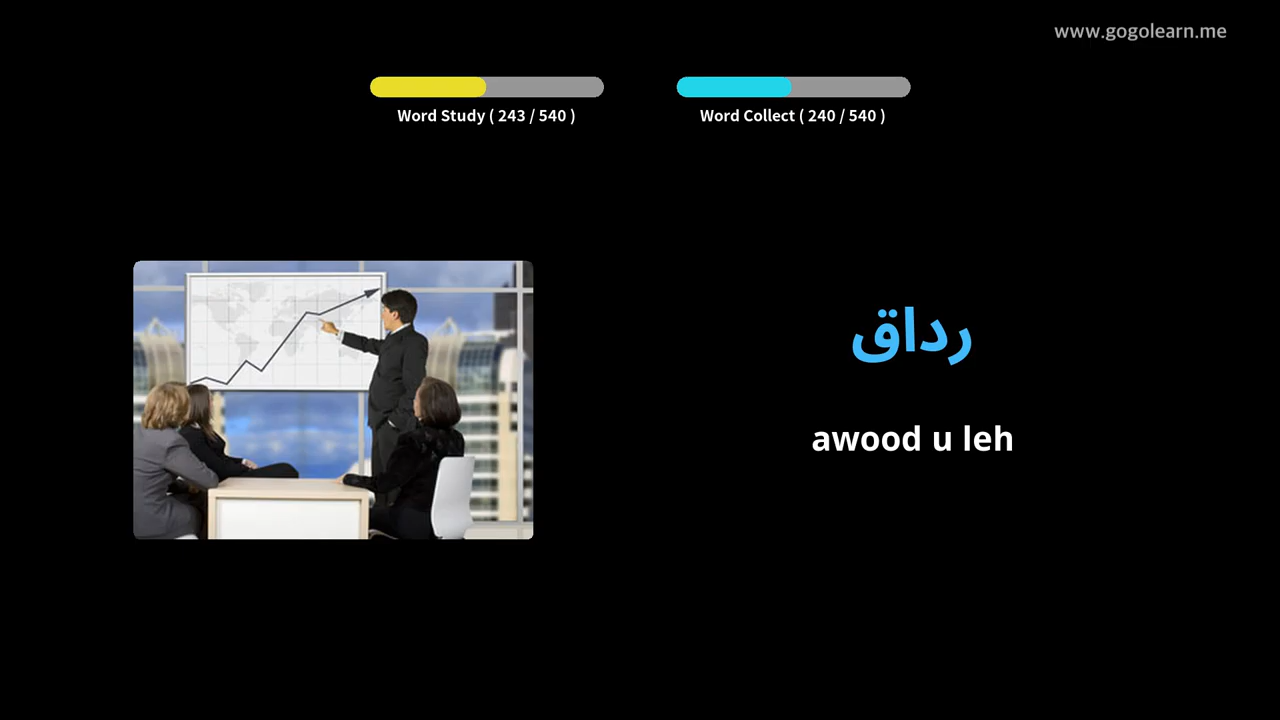 www.gogolearn.me
Word Study ( 243 / 540 )
Word Collect ( 240 / 540 )
رداق
awood u leh